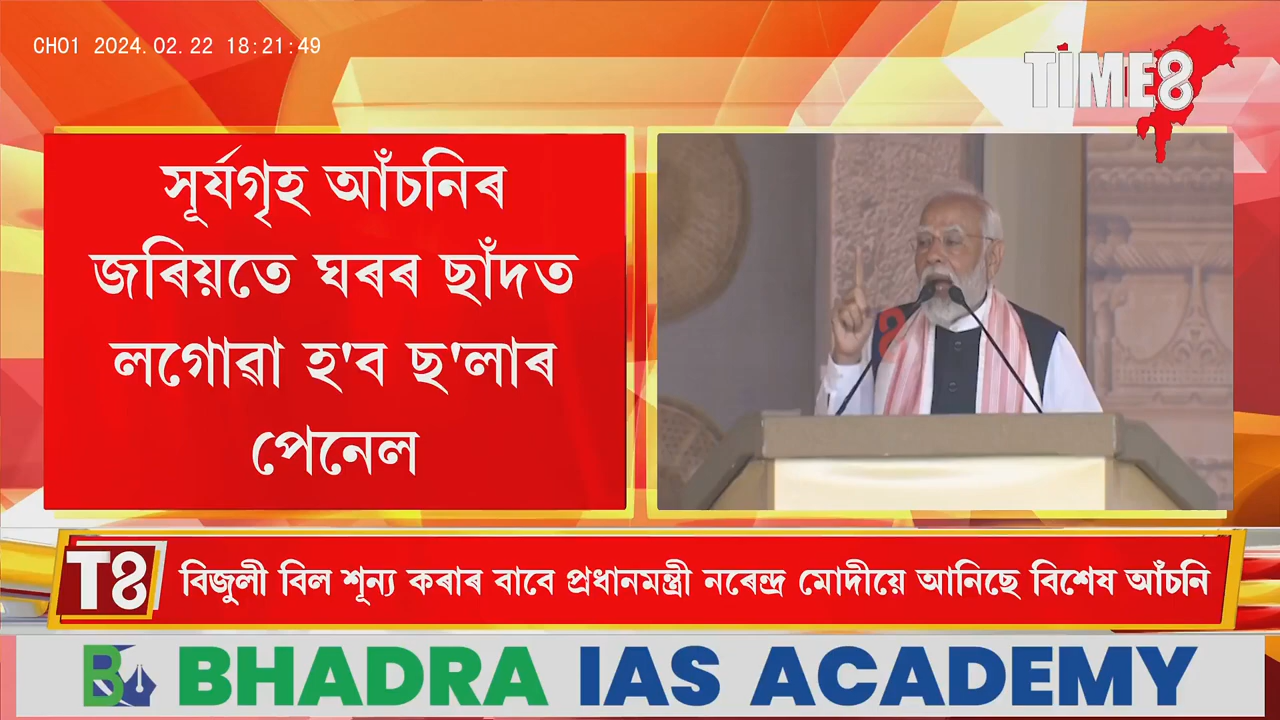 CH01 2024.02.22 18:21:49
TIME8
সূৰ্যগৃহ আঁচনিৰ
জৰিয়তে ঘৰৰ ছাঁদত
লগোৱা হ'ব ছ'লাৰ
পেনেল
T8 বিজুলী বিল শূন্য কৰাৰ বাবে প্ৰধানমন্ত্ৰী নৰেন্দ্ৰ মোদীয়ে আনিছে বিশেষ আঁচনি
BHADRA IAS ACADEMY